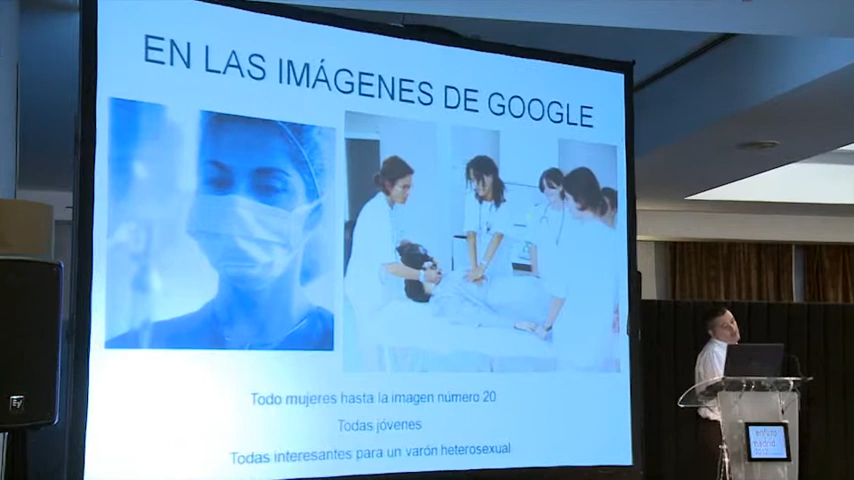 EN LAS IMÁGENES DE GOOGLE
Todo mujeres hasta la imagen número 20
Todas jóvenes
Todas interesantes para un varón heterosexual
EV